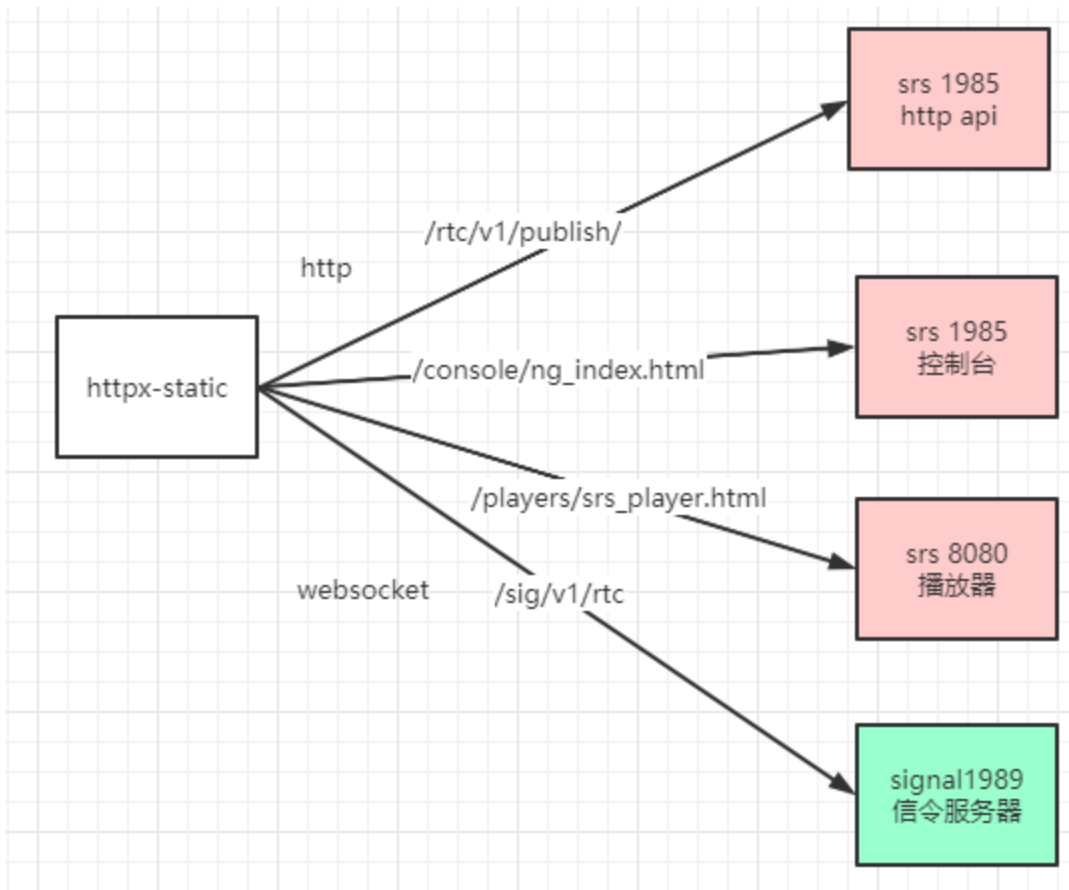 srs 1985
http api
/rtc/v1/publish/
http
srs 1985
控制台
/console/ng_index.html
httpx-static
/players/srs_player.html
srs 8080
播放器
websocket
/sig/v1/rtc
signal1989
信令服务器